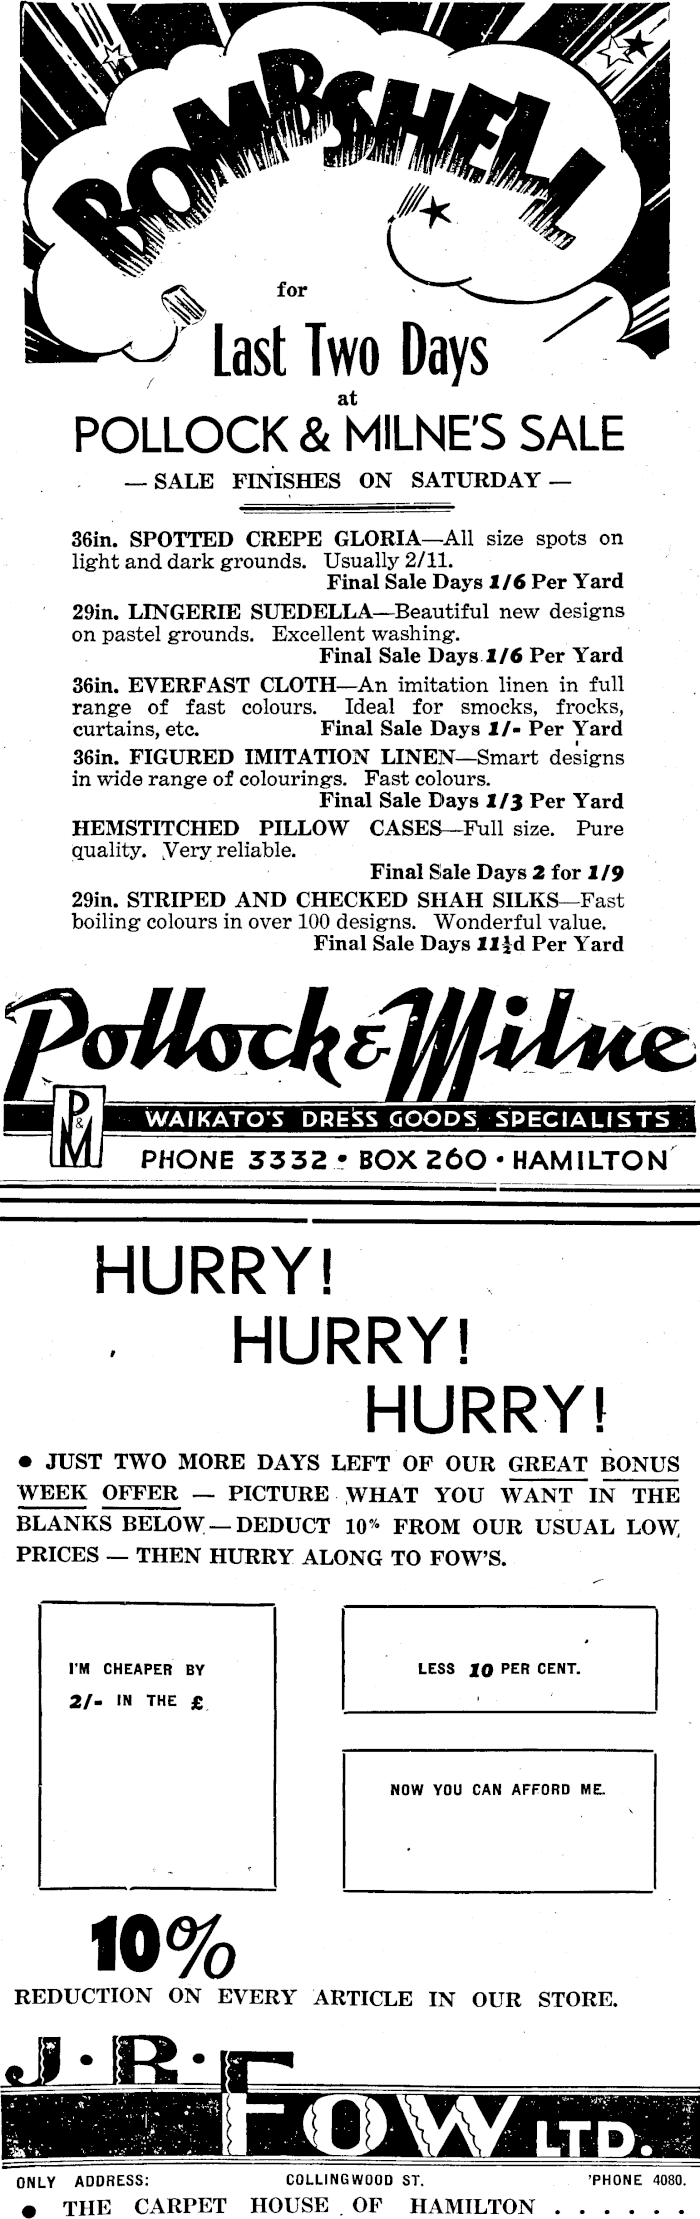 BOMBSHELL
for
Last Two Days
at
POLLOCK & MILNE'S SALE
— SALE FINISHES ON SATURDAY —
36in. SPOTTED CREPE GLORIA—All size spots on
light and dark grounds. Usually 2/11.
Final Sale Days 1/6 Per Yard
29in. LINGERIE SUEDELLA—Beautiful new designs
on pastel grounds. Excellent washing.
Final Sale Days 1/6 Per Yard
36in. EVERFAST CLOTH—An imitation linen in full
range of fast colours. Ideal for smocks, frocks,
curtains, etc. Final Sale Days 1/- Per Yard
36in. FIGURED IMITATION LINEN—Smart designs
in wide range of colourings. Fast colours.
Final Sale Days 1/3 Per Yard
HEMSTITCHED PILLOW CASES—Full size. Pure
quality. Very reliable.
Final Sale Days 2 for 1/9
29in. STRIPED AND CHECKED SHAH SILKS—Fast
boiling colours in over 100 designs. Wonderful value.
Final Sale Days 11½d Per Yard
Pollock & Milne
P & M
WAIKATO'S DRESS GOODS SPECIALISTS
PHONE 3332 • BOX 260 • HAMILTON
HURRY!
HURRY!
HURRY!
● JUST TWO MORE DAYS LEFT OF OUR GREAT BONUS
WEEK OFFER — PICTURE WHAT YOU WANT IN THE
BLANKS BELOW — DEDUCT 10% FROM OUR USUAL LOW
PRICES — THEN HURRY ALONG TO FOW'S.
I'M CHEAPER BY
2/- IN THE £
LESS 10 PER CENT.
NOW YOU CAN AFFORD ME.
10%
REDUCTION ON EVERY ARTICLE IN OUR STORE.
J.R.FOW LTD.
ONLY ADDRESS: COLLINGWOOD ST. 'PHONE 4080.
● THE CARPET HOUSE OF HAMILTON . . . . . .